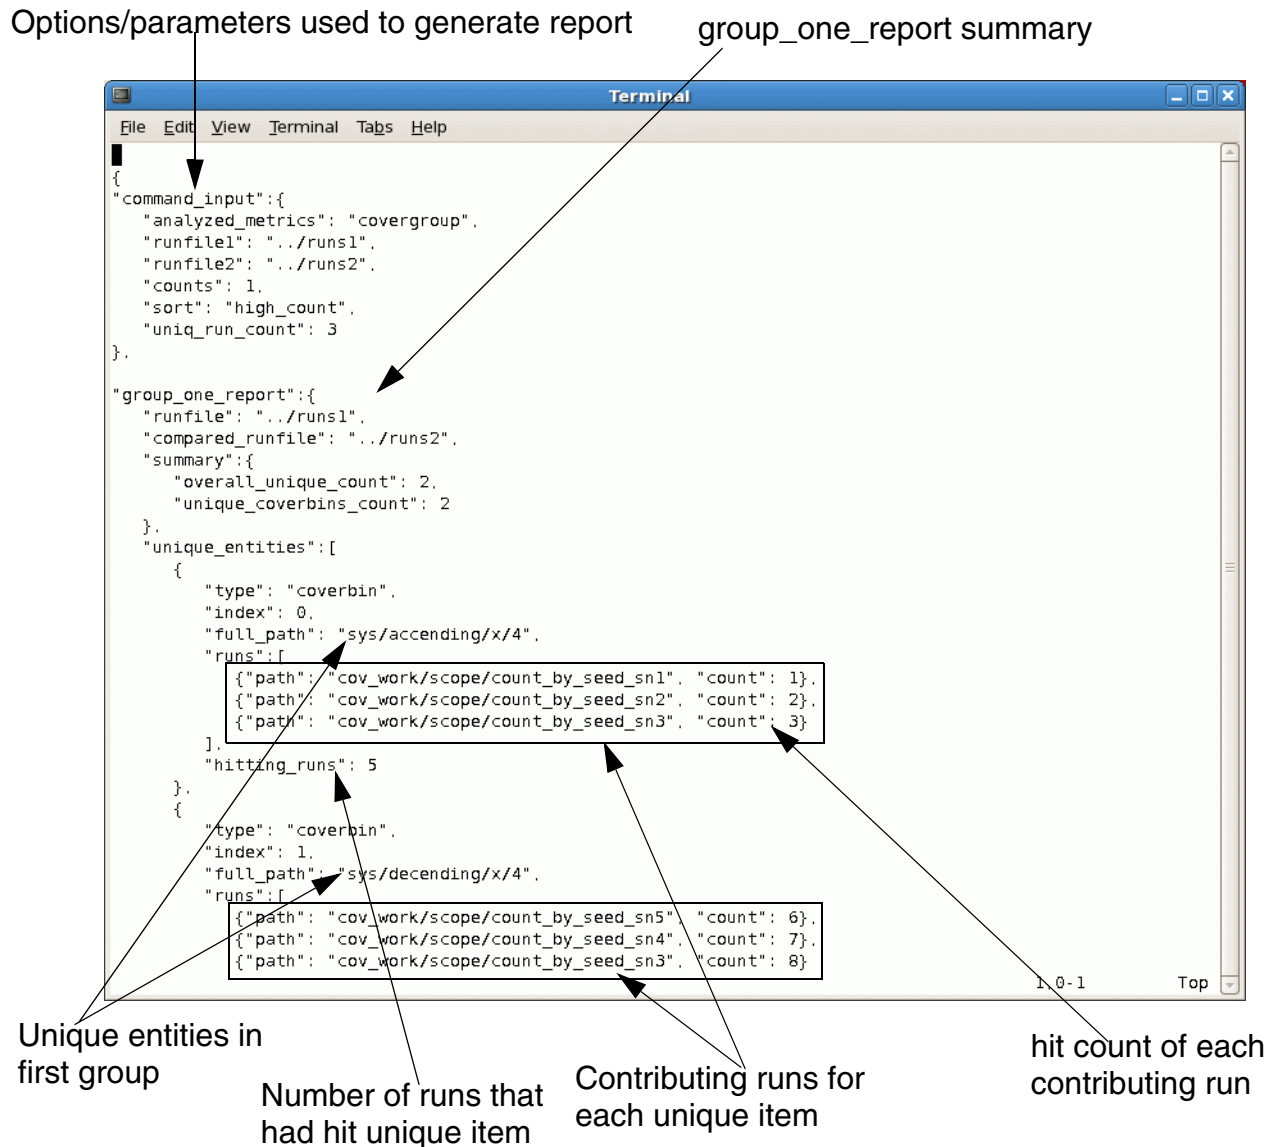 Options/parameters used to generate report
group_one_report summary
Terminal
File Edit View Terminal Tabs Help
{
"command_input":{
"analyzed_metrics": "covergroup",
"runfile1": "../runs1",
"runfile2": "../runs2",
"counts": 1,
"sort": "high_count",
"uniq_run_count": 3
},
"group_one_report":{
"runfile": "../runs1",
"compared_runfile": "../runs2",
"summary":{
"overall_unique_count": 2,
"unique_coverbins_count": 2
},
"unique_entities":[
{
"type": "coverbin",
"index": 0,
"full_path": "sys/accending/x/4",
"runs":[
{"path": "cov_work/scope/count_by_seed_sn1", "count": 1},
{"path": "cov_work/scope/count_by_seed_sn2", "count": 2},
{"path": "cov_work/scope/count_by_seed_sn3", "count": 3}
],
"hitting_runs": 5
},
{
"type": "coverbin",
"index": 1,
"full_path": "sys/decending/x/4",
"runs":[
{"path": "cov_work/scope/count_by_seed_sn5", "count": 6},
{"path": "cov_work/scope/count_by_seed_sn4", "count": 7},
{"path": "cov_work/scope/count_by_seed_sn3", "count": 8}
1,0-1 Top
Unique entities in
first group
Number of runs that
had hit unique item
Contributing runs for
each unique item
hit count of each
contributing run